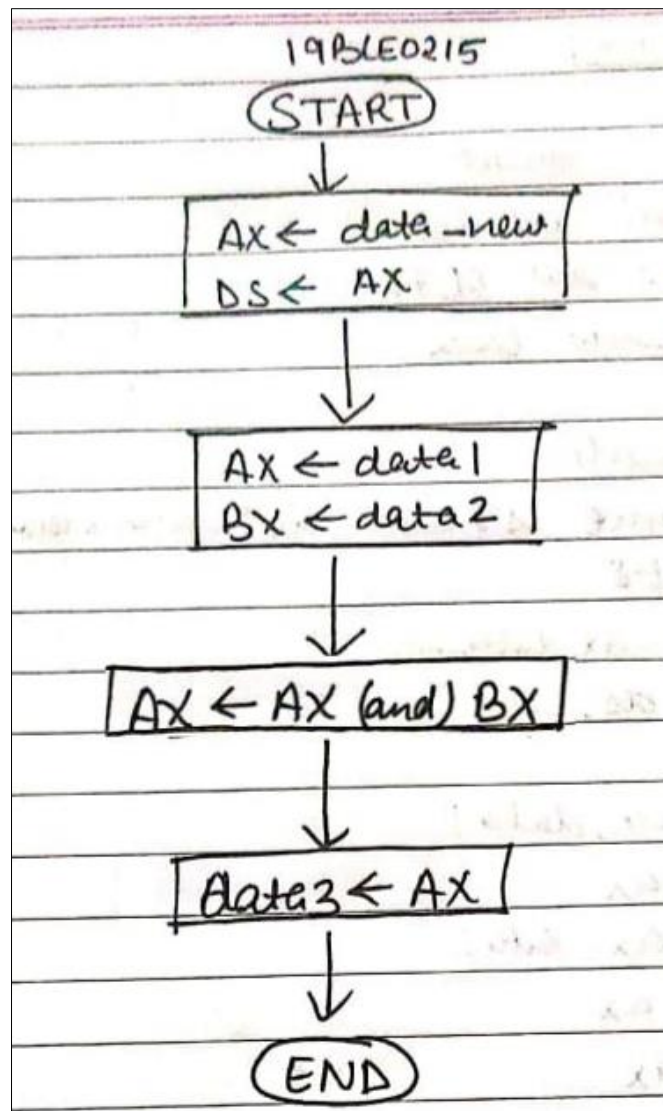 19BLE0215
START
AX ← data_new
DS ← AX
AX ← data1
BX ← data2
AX ← AX (and) BX
data3 ← AX
END